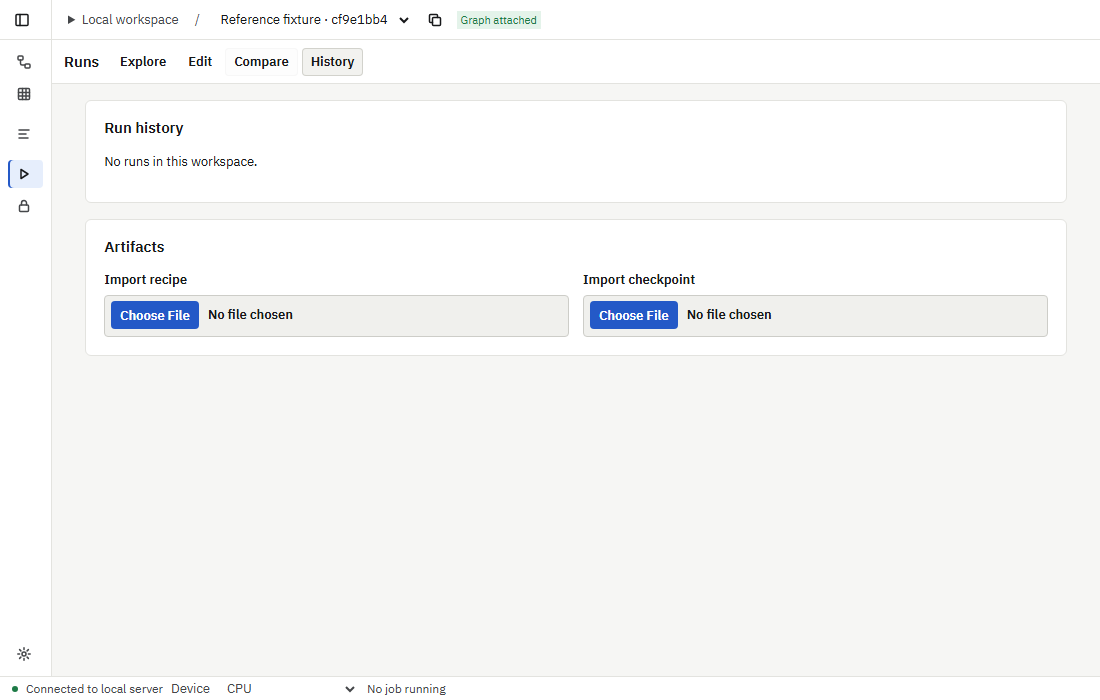 Local workspace / Reference fixture · cf9e1bb4 Graph attached
Runs Explore Edit Compare History
Run history
No runs in this workspace.
Artifacts
Import recipe Import checkpoint
Choose File No file chosen Choose File No file chosen
Connected to local server Device CPU No job running